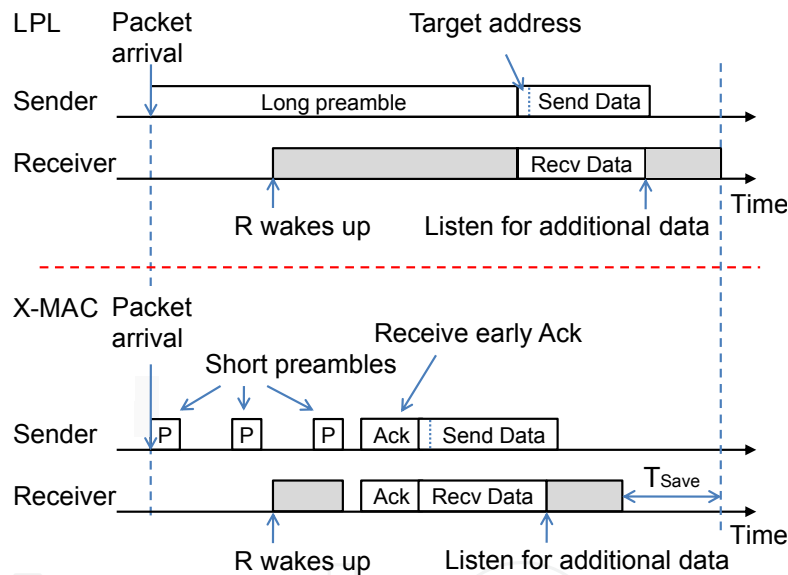 LPL
Packet
arrival
Target address
Sender
Long preamble
Send Data
Receiver
Recv Data
Time
R wakes up
Listen for additional data
X-MAC
Packet
arrival
Receive early Ack
Short preambles
Sender
P
P
P
Ack
Send Data
TSave
Receiver
Ack
Recv Data
Time
R wakes up
Listen for additional data